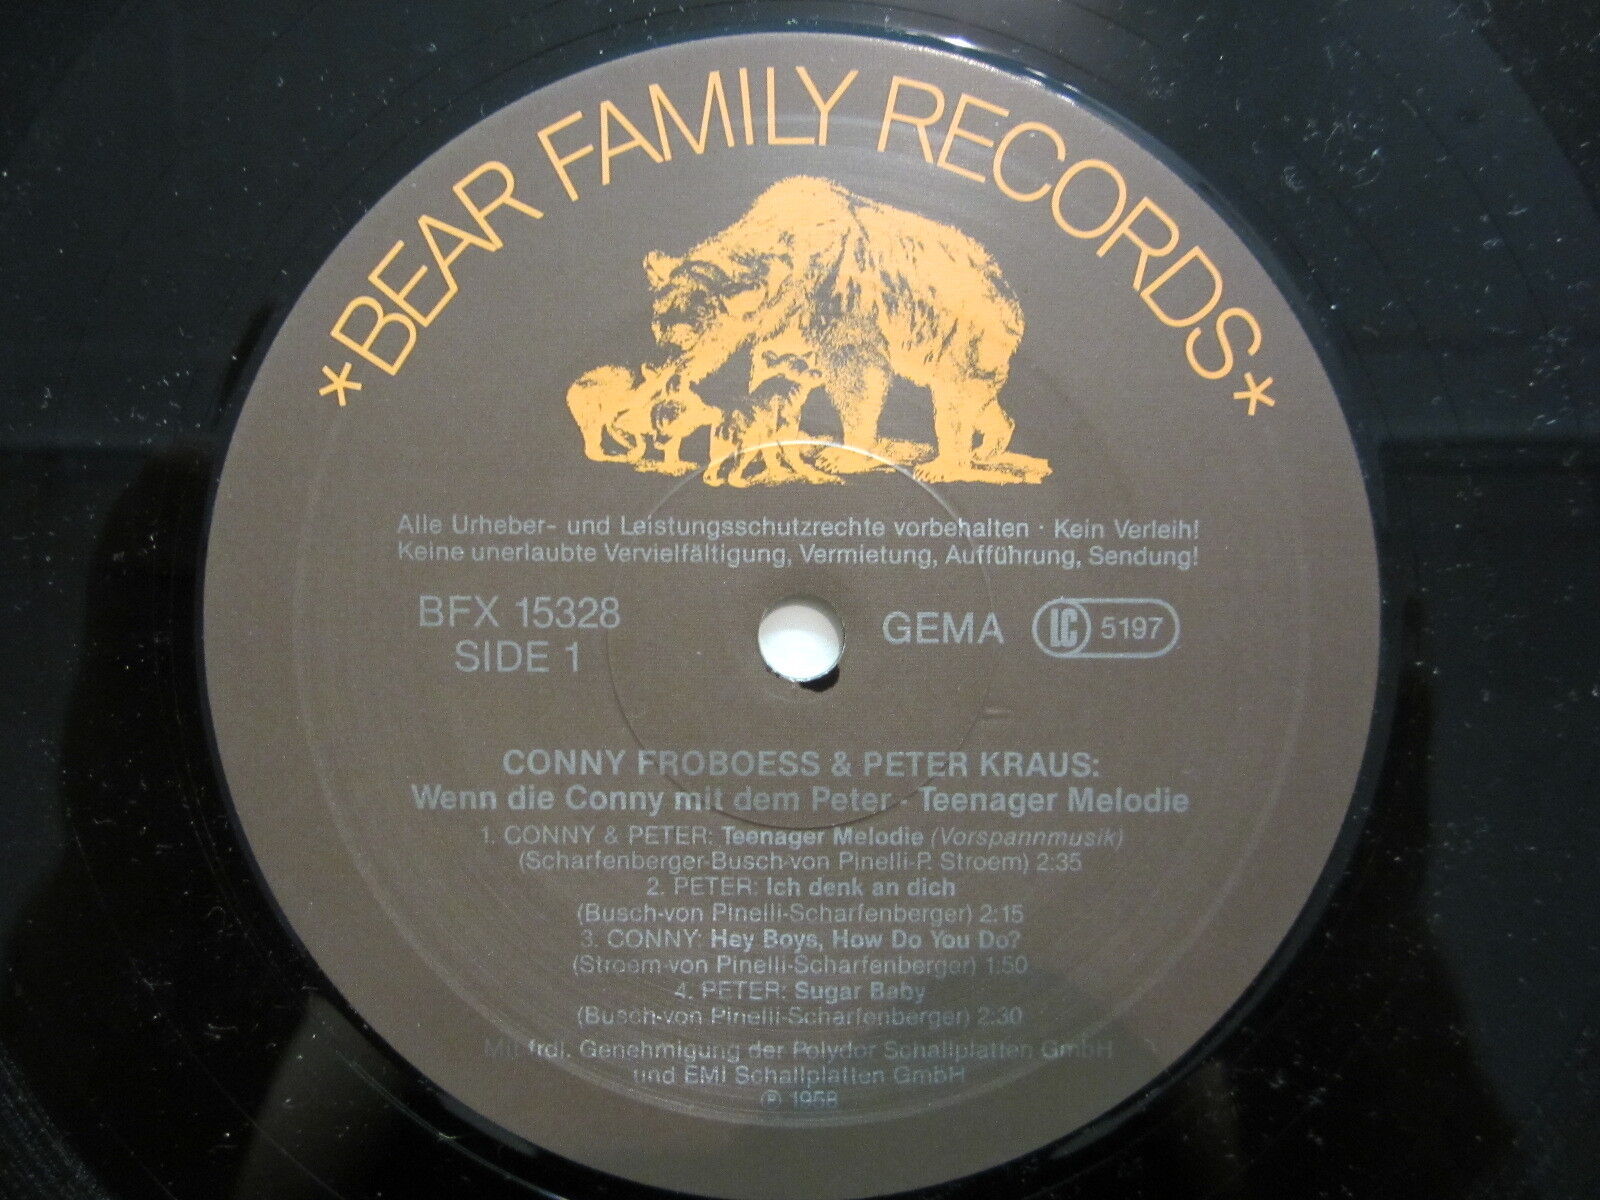 *BEAR FAMILY RECORDS*
Alle Urheber- und Leistungsschutzrechte vorbehalten · Kein Verleih!
Keine unerlaubte Vervielfältigung, Vermietung, Aufführung, Sendung!
BFX 15328
SIDE 1
GEMA LC 5197
CONNY FROBOESS & PETER KRAUS:
Wenn die Conny mit dem Peter - Teenager Melodie
1. CONNY & PETER: Teenager Melodie (Vorspannmusik)
(Scharfenberger-Busch-von Pinelli-P. Stroem) 2:35
2. PETER: Ich denk an dich
(Busch-von Pinelli-Scharfenberger) 2:15
3. CONNY: Hey Boys, How Do You Do?
(Stroem-von Pinelli-Scharfenberger) 1:50
4. PETER: Sugar Baby
(Busch-von Pinelli-Scharfenberger) 2:30
Mit frdl. Genehmigung der Polydor Schallplatten GmbH
und EMI Schallplatten GmbH
℗ 1958